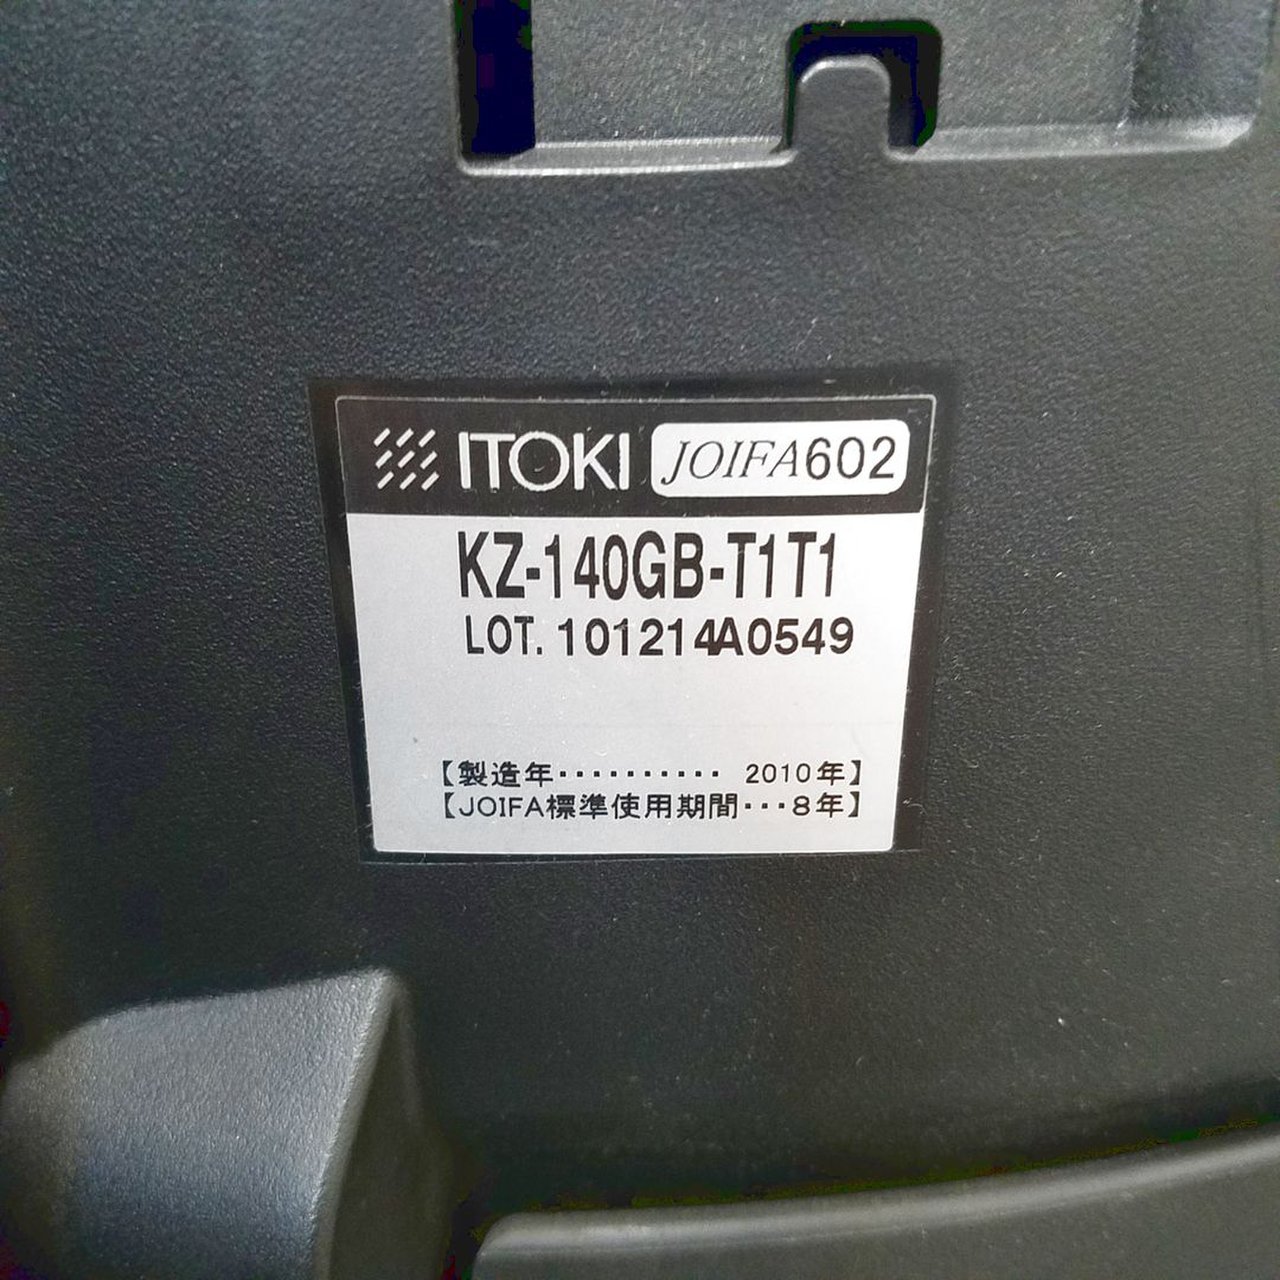 ITOKI JOIFA602
KZ-140GB-T1T1
LOT. 101214A0549
【製造年・・・・・・・・・・ 2010年】
【JOIFA標準使用期間・・・8年】